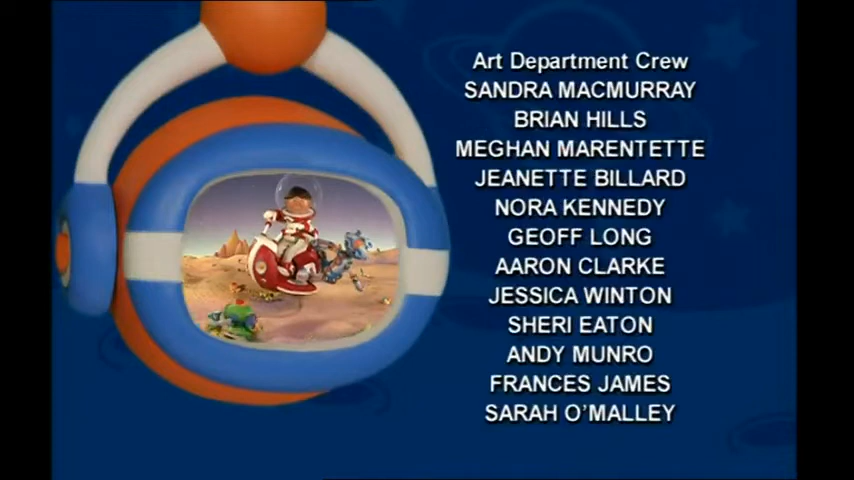 Art Department Crew
SANDRA MACMURRAY
BRIAN HILLS
MEGHAN MARENTETTE
JEANETTE BILLARD
NORA KENNEDY
GEOFF LONG
AARON CLARKE
JESSICA WINTON
SHERI EATON
ANDY MUNRO
FRANCES JAMES
SARAH O'MALLEY